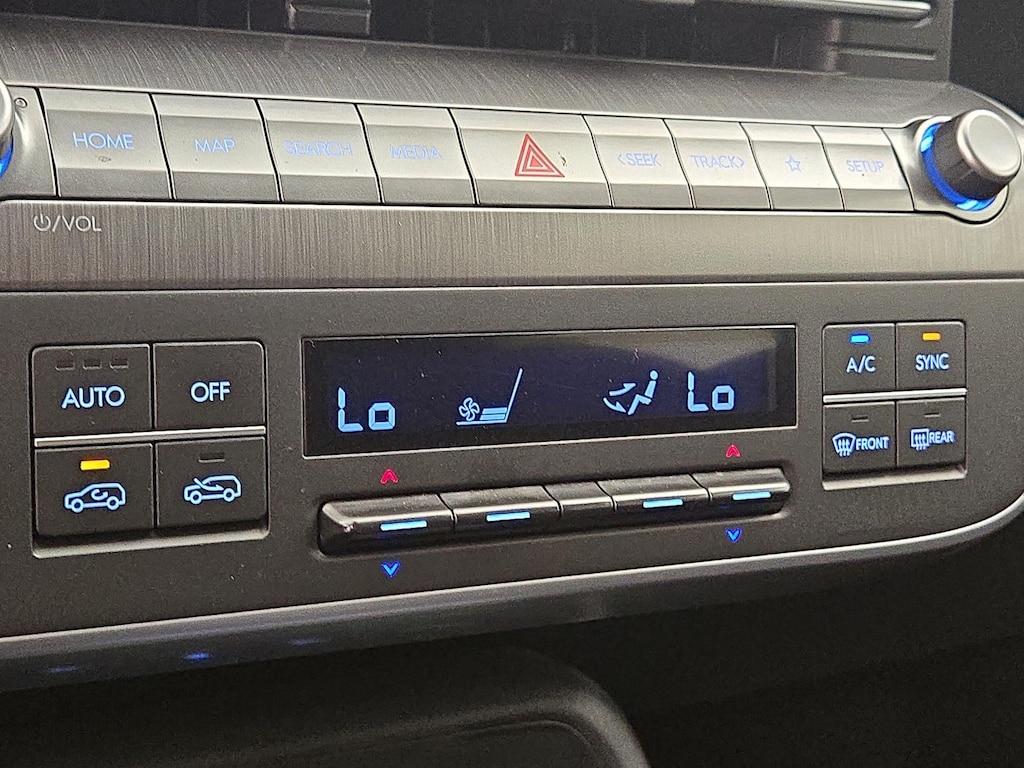 HOME
MAP
SEARCH
MEDIA
<SEEK
TRACK>
SETUP
/VOL
AUTO
OFF
Lo
Lo
A/C
SYNC
FRONT
REAR